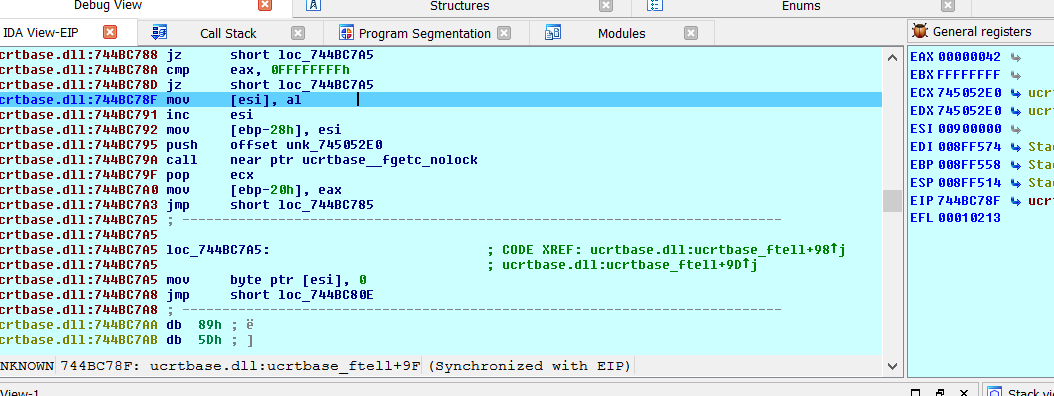 Debug View Structures Enums
IDA View-EIP Call Stack Program Segmentation Modules General registers
crtbase.dll:744BC788 jz short loc_744BC7A5
crtbase.dll:744BC78A cmp eax, 0FFFFFFFFh
crtbase.dll:744BC78D jz short loc_744BC7A5
crtbase.dll:744BC78F mov [esi], al
crtbase.dll:744BC791 inc esi
crtbase.dll:744BC792 mov [ebp-28h], esi
crtbase.dll:744BC795 push offset unk_745052E0
crtbase.dll:744BC79A call near ptr ucrtbase__fgetc_nolock
crtbase.dll:744BC79F pop ecx
crtbase.dll:744BC7A0 mov [ebp-20h], eax
crtbase.dll:744BC7A3 jmp short loc_744BC785
crtbase.dll:744BC7A5 ; ---------------------------------------------------------------------------
crtbase.dll:744BC7A5
crtbase.dll:744BC7A5 loc_744BC7A5: ; CODE XREF: ucrtbase.dll:ucrtbase_ftell+98↑j
crtbase.dll:744BC7A5 ; ucrtbase.dll:ucrtbase_ftell+9D↑j
crtbase.dll:744BC7A5 mov byte ptr [esi], 0
crtbase.dll:744BC7A8 jmp short loc_744BC80E
crtbase.dll:744BC7A8 ; ---------------------------------------------------------------------------
crtbase.dll:744BC7AA db 89h ; ë
crtbase.dll:744BC7AB db 5Dh ; ]
NKNOWN 744BC78F: ucrtbase.dll:ucrtbase_ftell+9F (Synchronized with EIP)
EAX 00000042
EBX FFFFFFFF
ECX 745052E0 ucrt
EDX 745052E0 ucrt
ESI 00900000
EDI 008FF574 Stac
EBP 008FF558 Stac
ESP 008FF514 Stac
EIP 744BC78F ucrt
EFL 00010213
View-1 Stack vi